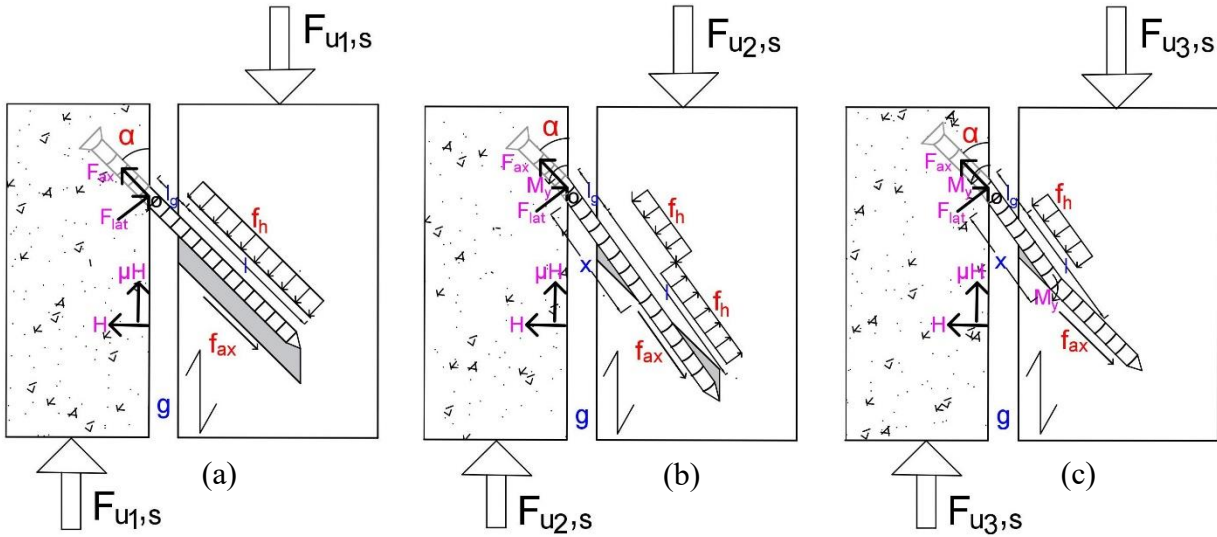 F_{u1,s}
α
F_{ax}
l_g
ø
F_{lat}
f_h
l
μH
H
f_{ax}
g
(a)
F_{u1,s}
F_{u2,s}
α
F_{ax}
M_y
l_g
ø
F_{lat}
f_h
x
l
μH
f_h
H
f_{ax}
g
(b)
F_{u2,s}
F_{u3,s}
α
F_{ax}
M_y
l_g
ø
F_{lat}
f_h
x
l
μH
M_y
H
f_{ax}
g
(c)
F_{u3,s}